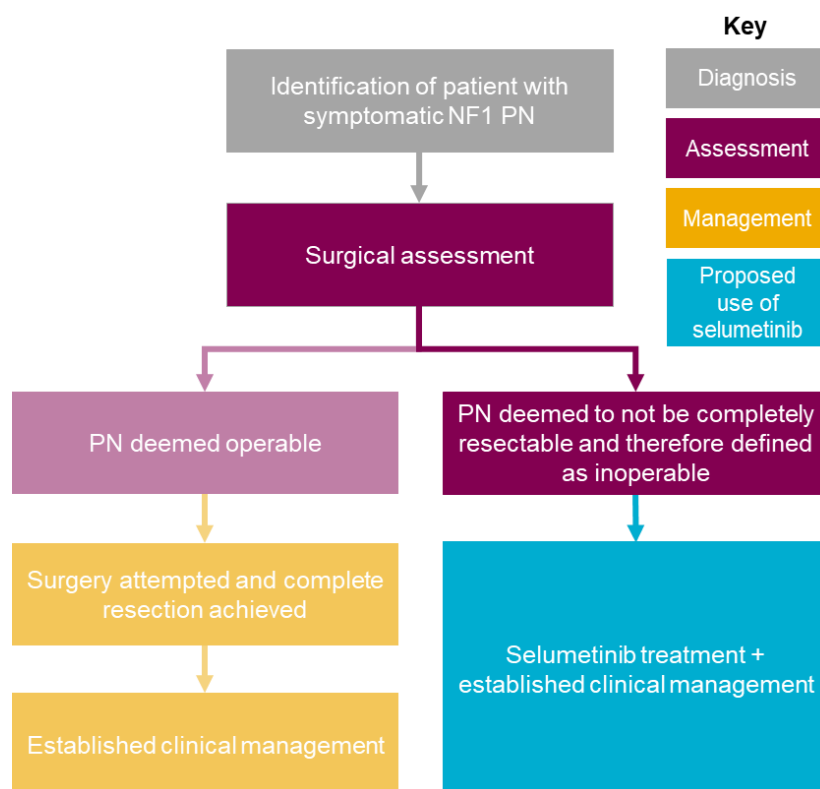 Key
Diagnosis
Assessment
Management
Proposed
use of
selumetinib
Identification of patient with
symptomatic NF1 PN
Surgical assessment
PN deemed operable
PN deemed to not be completely
resectable and therefore defined
as inoperable
Surgery attempted and complete
resection achieved
Selumetinib treatment +
established clinical management
Established clinical management